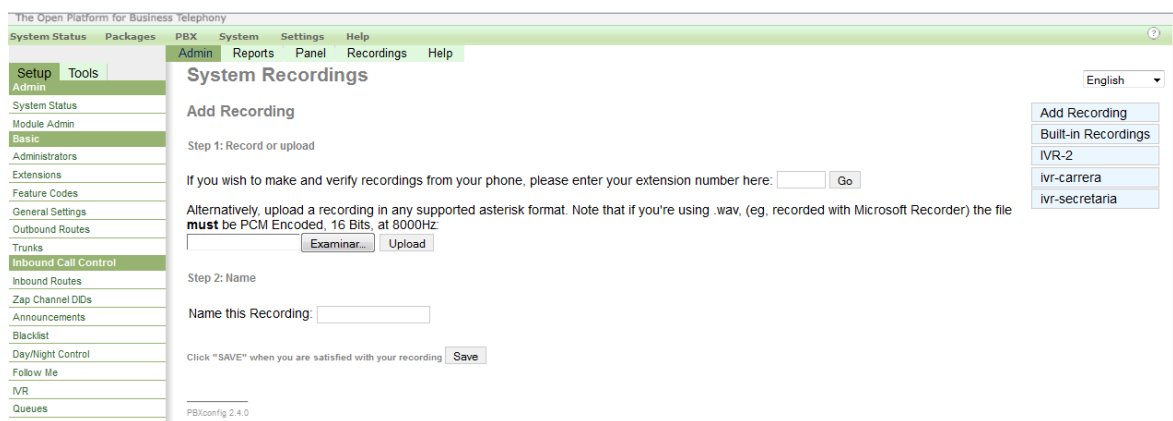 The Open Platform for Business Telephony
System Status Packages PBX System Settings Help ?
Admin Reports Panel Recordings Help
Setup Tools
Admin
System Status
Module Admin
Basic
Administrators
Extensions
Feature Codes
General Settings
Outbound Routes
Trunks
Inbound Call Control
Inbound Routes
Zap Channel DIDs
Announcements
Blacklist
Day/Night Control
Follow Me
IVR
Queues
System Recordings
Add Recording
Step 1: Record or upload
If you wish to make and verify recordings from your phone, please enter your extension number here: Go
Alternatively, upload a recording in any supported asterisk format. Note that if you're using .wav, (eg, recorded with Microsoft Recorder) the file
must be PCM Encoded, 16 Bits, at 8000Hz:
Examinar... Upload
Step 2: Name
Name this Recording:
Click "SAVE" when you are satisfied with your recording Save
PBXconfig 2.4.0
English
Add Recording
Built-in Recordings
IVR-2
ivr-carrera
ivr-secretaria